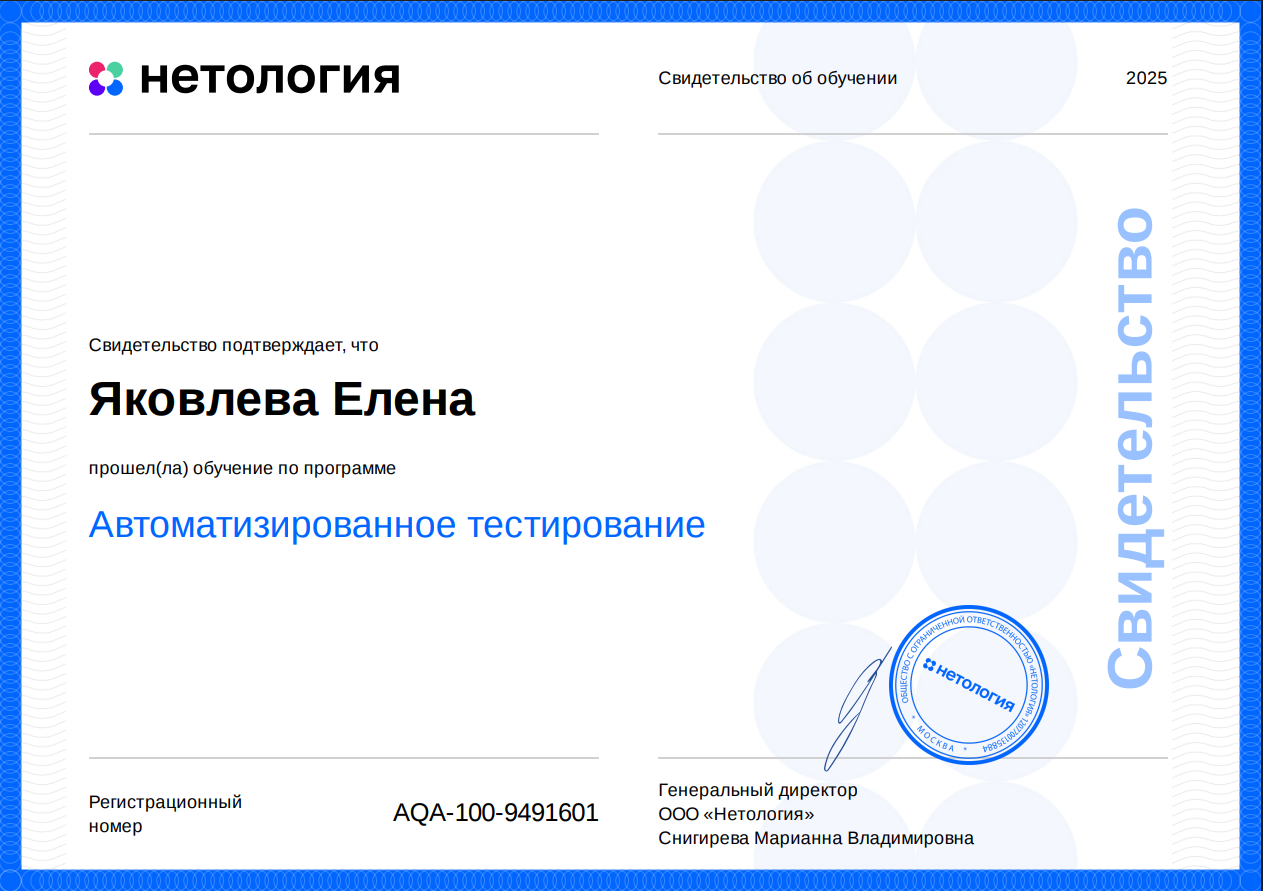 нетология
Свидетельство об обучении
2025
Свидетельство подтверждает, что
Яковлева Елена
прошел(ла) обучение по программе
Автоматизированное тестирование
Свидетельство
ОБЩЕСТВО С ОГРАНИЧЕННОЙ ОТВЕТСТВЕННОСТЬЮ «НЕТОЛОГИЯ» 1207700135884
* МОСКВА *
нетология
Регистрационный
номер
AQA-100-9491601
Генеральный директор
ООО «Нетология»
Снигирева Марианна Владимировна